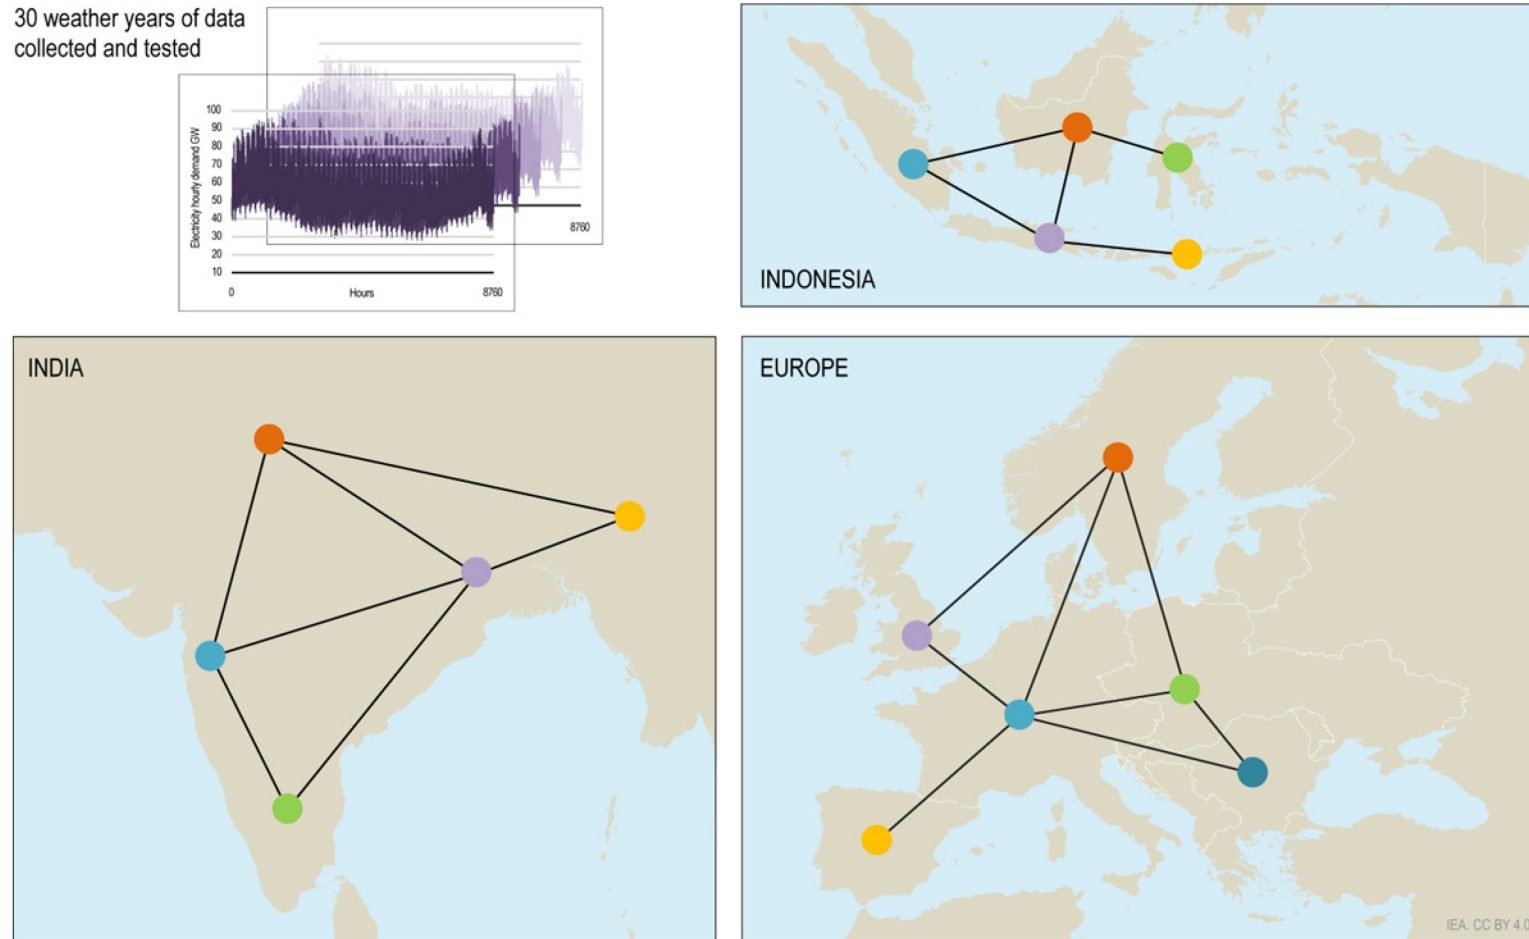 30 weather years of data
collected and tested
Electricity hourly demand GW
100
90
80
70
60
50
40
30
20
10
0
Hours
8760
8760
INDONESIA
INDIA
EUROPE
IEA. CC BY 4.0